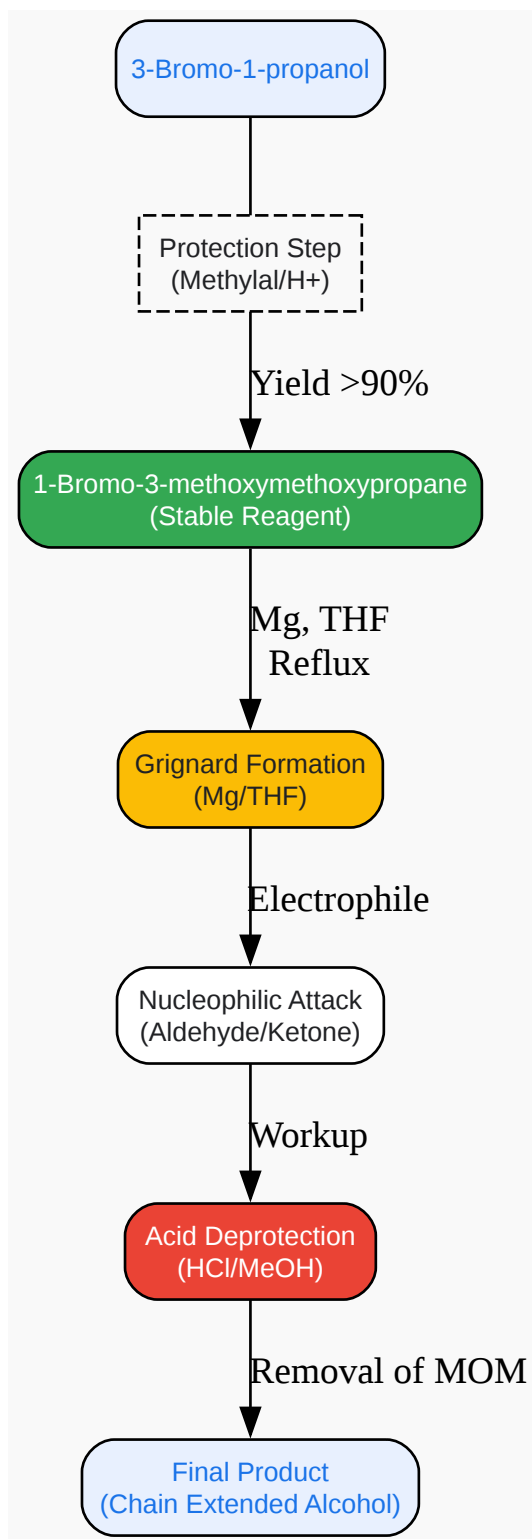 3-Bromo-1-propanol
Protection Step
(Methylal/H+)
Yield >90%
1-Bromo-3-methoxymethoxypropane
(Stable Reagent)
Mg, THF
Reflux
Grignard Formation
(Mg/THF)
Electrophile
Nucleophilic Attack
(Aldehyde/Ketone)
Workup
Acid Deprotection
(HCl/MeOH)
Removal of MOM
Final Product
(Chain Extended Alcohol)